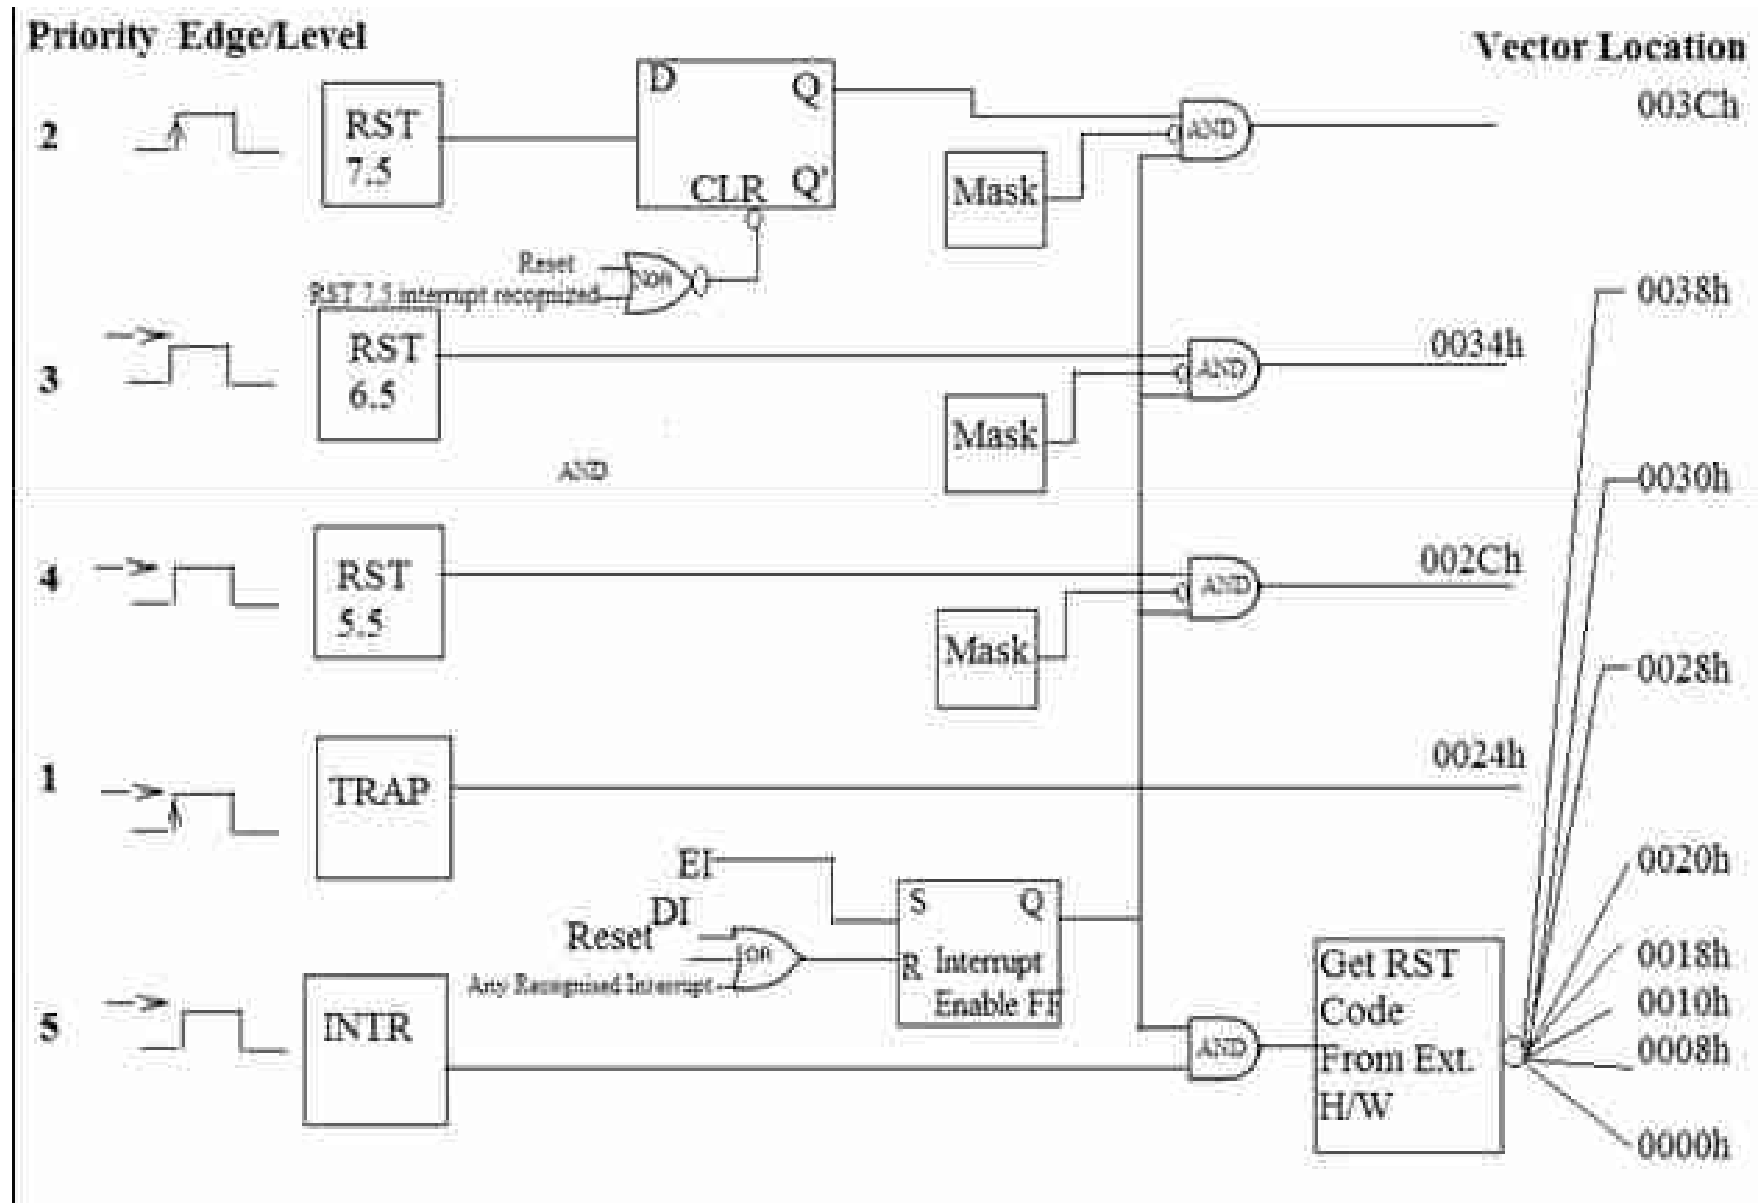 Priority Edge/Level
Vector Location
2
RST
7.5
D
Q
CLR
Q'
Mask
AND
003Ch
Reset
RST 7.5 interrupt recognized
NOR
3
RST
6.5
Mask
AND
0034h
0038h
AND
0030h
4
RST
5.5
Mask
AND
002Ch
0028h
1
TRAP
0024h
EI
DI
Reset
Any Recognised Interrupt
OR
S
Q
R
Interrupt
Enable FF
0020h
0018h
0010h
0008h
0000h
5
INTR
AND
Get RST
Code
From Ext.
H/W